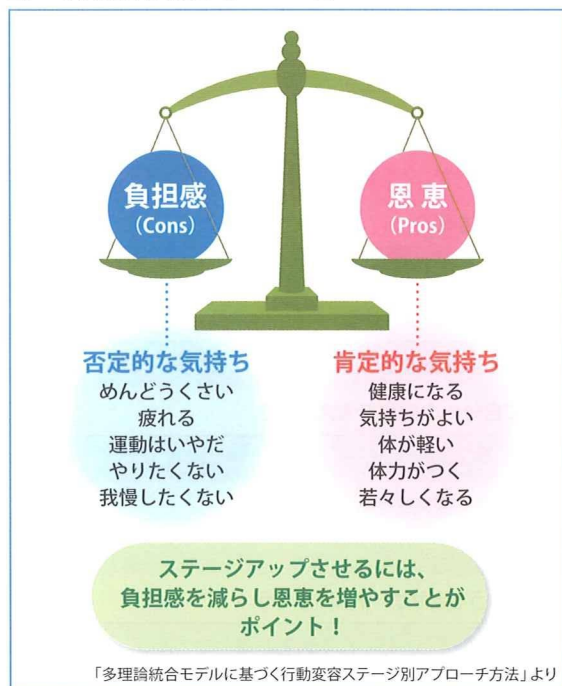 負担感
(Cons)
恩恵
(Pros)
否定的な気持ち
めんどうくさい
疲れる
運動はいやだ
やりたくない
我慢したくない
肯定的な気持ち
健康になる
気持ちがよい
体が軽い
体力がつく
若々しくなる
ステージアップさせるには、
負担感を減らし恩恵を増やすことが
ポイント！
「多理論統合モデルに基づく行動変容ステージ別アプローチ方法」より